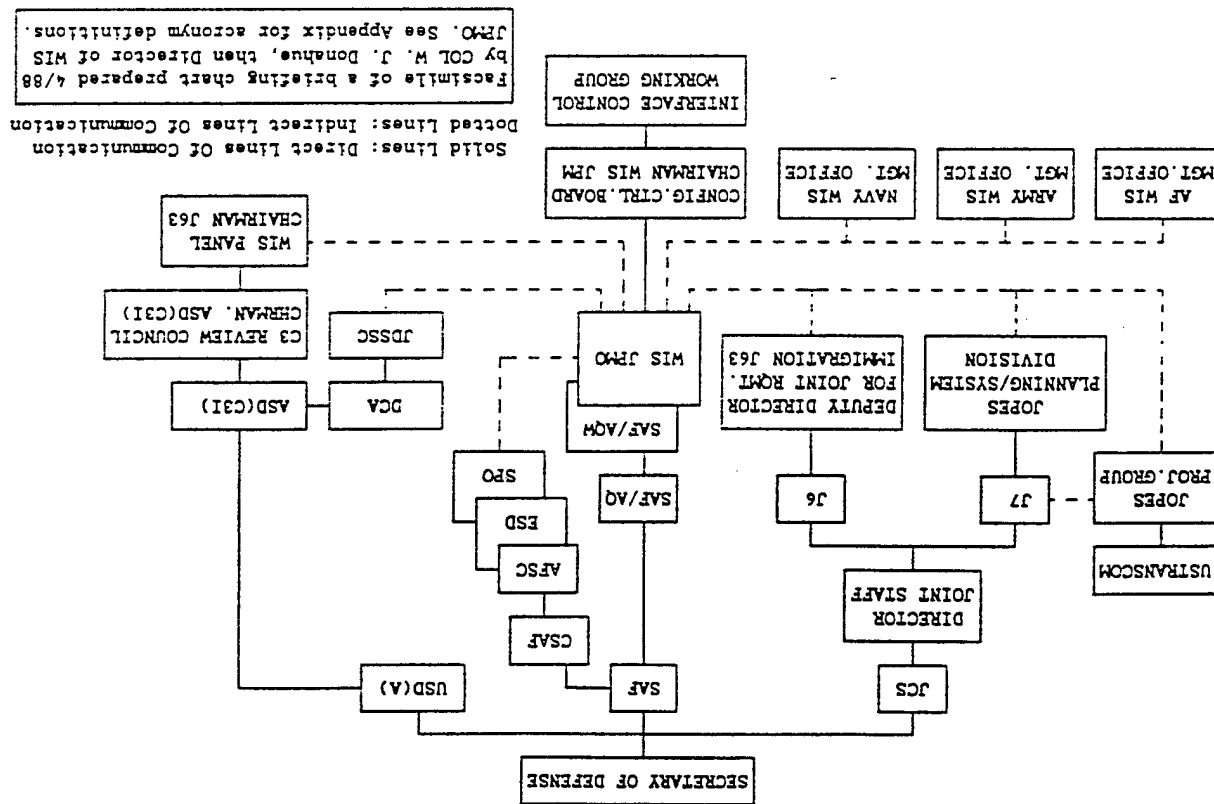 SECRETARY OF DEFENSE
JCS
SAF
USD(A)
DIRECTOR
JOINT STAFF
CSAF
USTRANSCOM
AFSC
JOPES
PROJ.GROUP
J7
J6
SAF/AQ
ESD
SPO
JOPES
PLANNING/SYSTEM
DIVISION
DEPUTY DIRECTOR
FOR JOINT RQMT.
IMMIGRATION J63
SAF/AQW
WIS JPMO
DCA
ASD(C3I)
JDSSC
C3 REVIEW COUNCIL
CHRMAN. ASD(C3I)
WIS PANEL
CHAIRMAN J63
AF WIS
MGT.OFFICE
ARMY WIS
MGT. OFFICE
NAVY WIS
MGT. OFFICE
CONFIG.CTRL.BOARD
CHAIRMAN WIS JPM
INTERFACE CONTROL
WORKING GROUP
Solid Lines: Direct Lines Of Communication
Dotted Lines: Indirect Lines Of Communication
Facsimile of a briefing chart prepared 4/88
by COL W. J. Donahue, then Director of WIS
JPMO. See Appendix for acronym definitions.